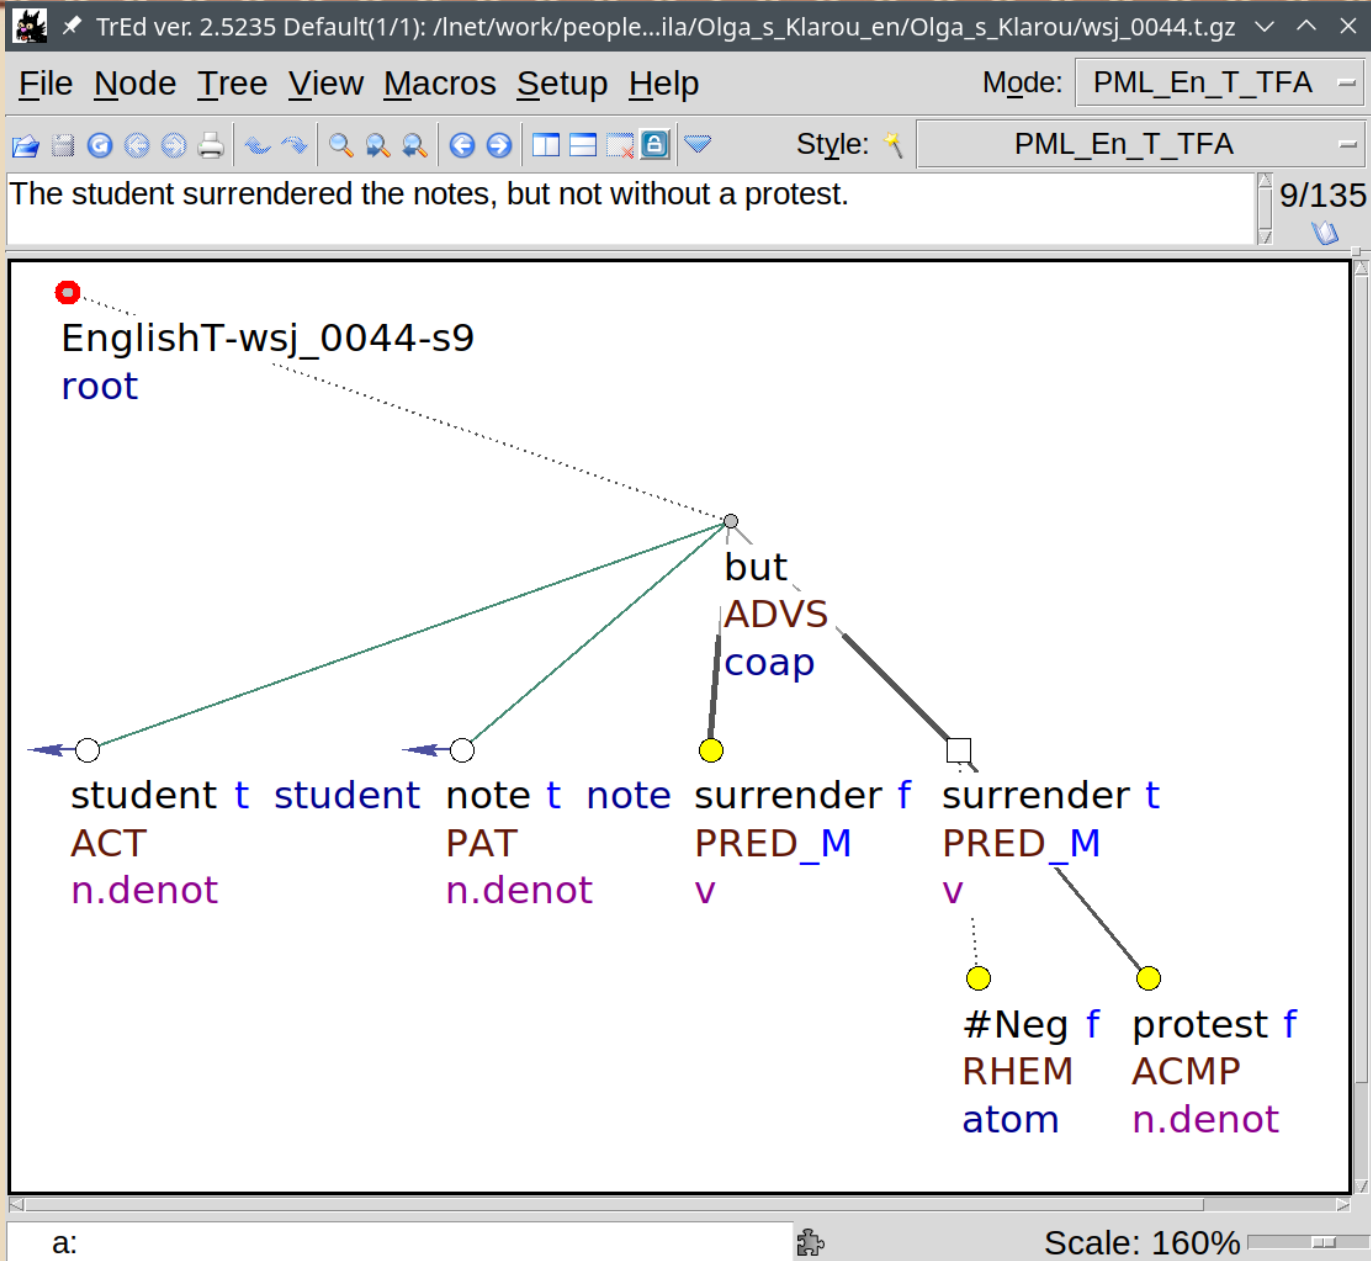 TrEd ver. 2.5235 Default(1/1): /lnet/work/people...ila/Olga_s_Klarou_en/Olga_s_Klarou/wsj_0044.t.gz
File Node Tree View Macros Setup Help Mode: PML_En_T_TFA
Style: PML_En_T_TFA
The student surrendered the notes, but not without a protest. 9/135
EnglishT-wsj_0044-s9
root
but
ADVS
coap
student t student note t note surrender f surrender t
ACT PAT PRED_M PRED_M
n.denot n.denot v v
#Neg f protest f
RHEM ACMP
atom n.denot
a: Scale: 160%